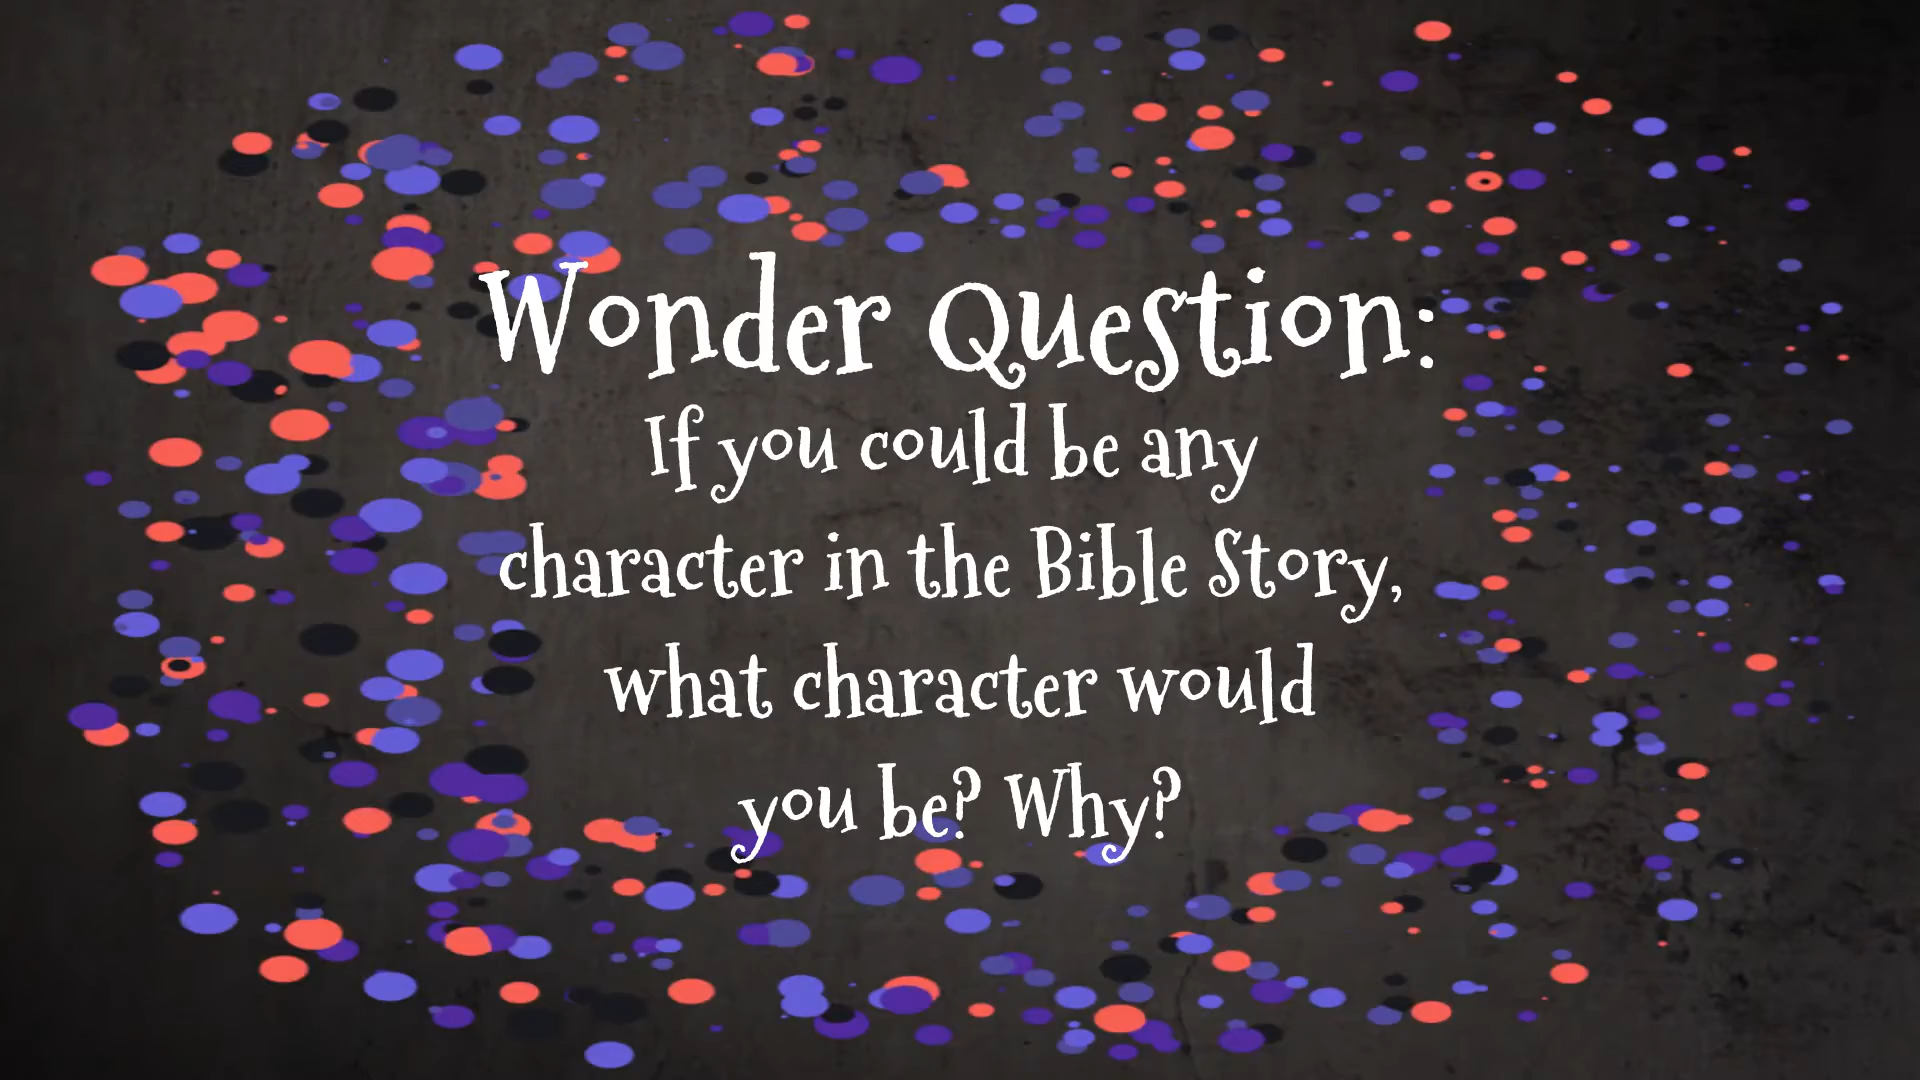 Wonder Question:
If you could be any
character in the Bible Story,
what character would
you be? Why?